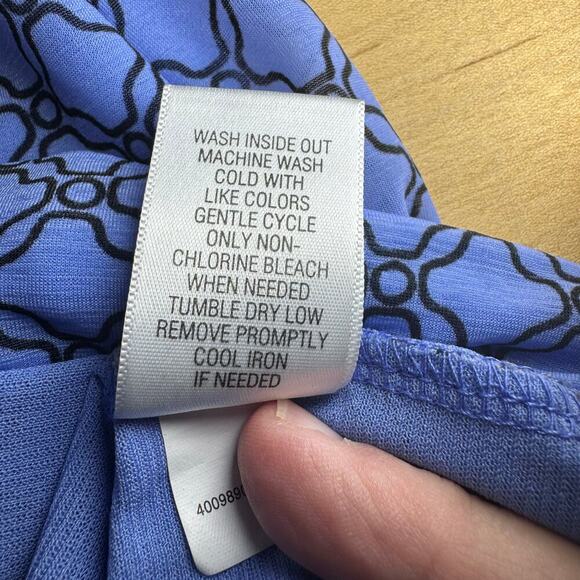 WASH INSIDE OUT
MACHINE WASH
COLD WITH
LIKE COLORS
GENTLE CYCLE
ONLY NON-
CHLORINE BLEACH
WHEN NEEDED
TUMBLE DRY LOW
REMOVE PROMPTLY
COOL IRON
IF NEEDED